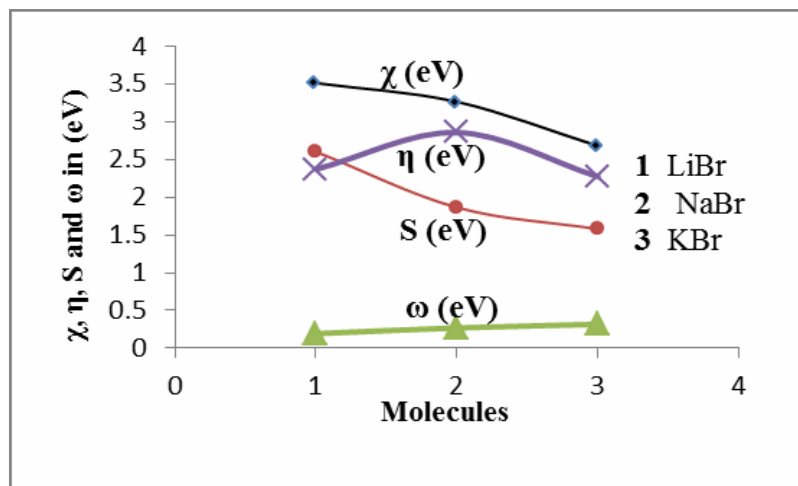 χ, η, S and ω in (eV)
4
3.5
3
2.5
2
1.5
1
0.5
0
χ (eV)
η (eV)
S (eV)
ω (eV)
1 LiBr
2 NaBr
3 KBr
0 1 2 3 4
Molecules